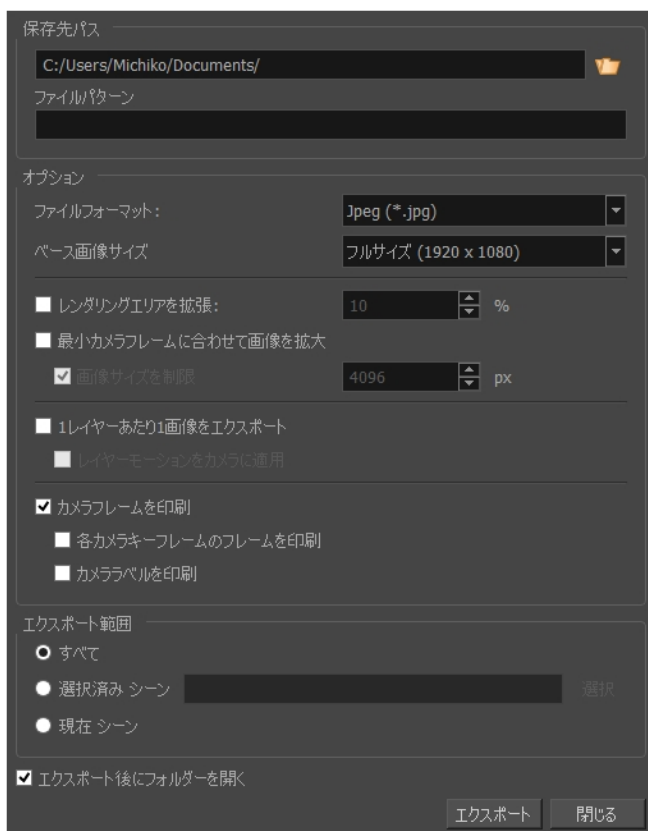 保存先パス
C:/Users/Michiko/Documents/
ファイルパターン
オプション
ファイルフォーマット: Jpeg (*.jpg)
ベース画像サイズ フルサイズ (1920 x 1080)
レンダリングエリアを拡張: 10 %
最小カメラフレームに合わせて画像を拡大
画像サイズを制限 4096 px
1レイヤーあたり1画像をエクスポート
レイヤーモーションをカメラに適用
カメラフレームを印刷
各カメラキーフレームのフレームを印刷
カメララベルを印刷
エクスポート範囲
すべて
選択済み シーン 選択
現在 シーン
エクスポート後にフォルダーを開く
エクスポート 閉じる